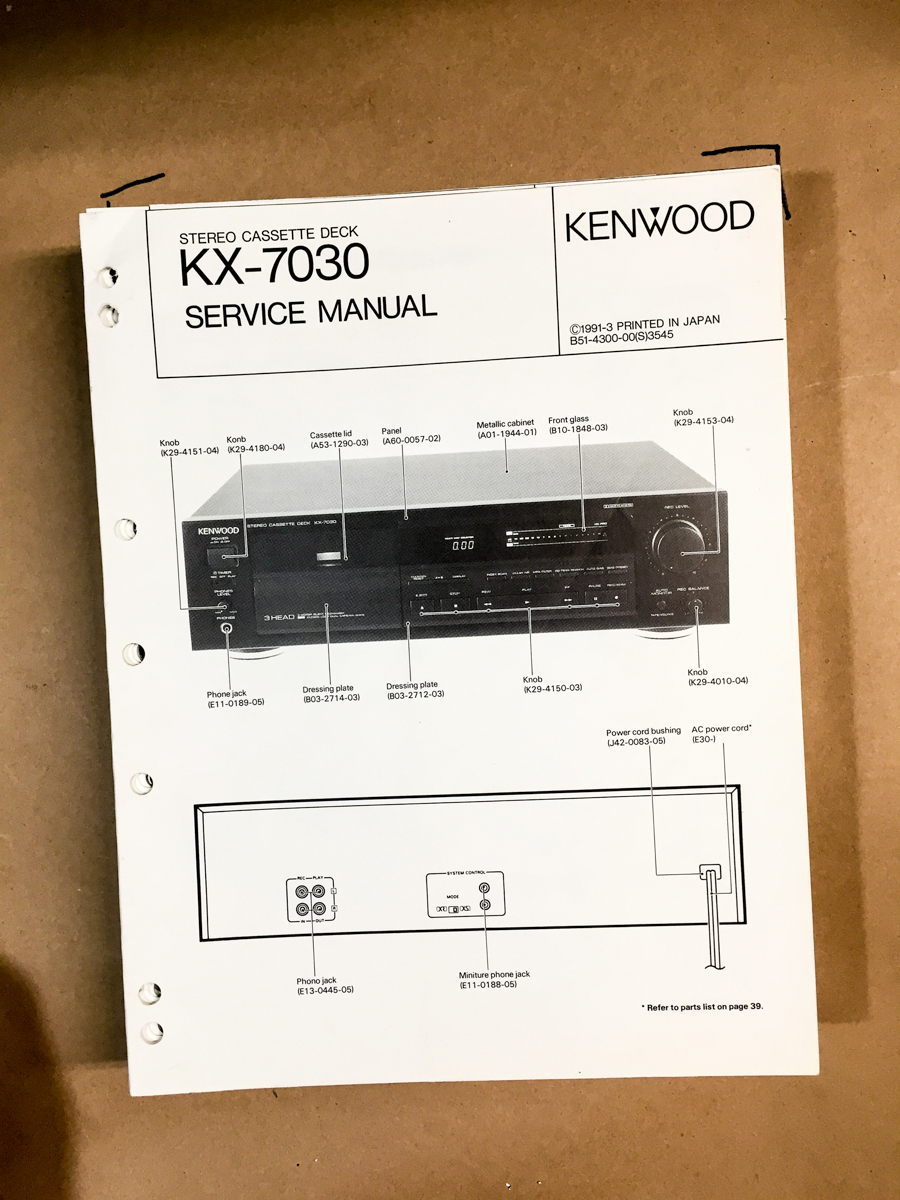 STEREO CASSETTE DECK
KX-7030
SERVICE MANUAL
KENWOOD
©1991-3 PRINTED IN JAPAN
B51-4300-00(S)3545
Knob
(K29-4151-04)
Konb
(K29-4180-04)
Cassette lid
(A53-1290-03)
Panel
(A60-0057-02)
Metallic cabinet
(A01-1944-01)
Front glass
(B10-1848-03)
Knob
(K29-4153-04)
KENWOOD
STEREO CASSETTE DECK KX-7030
POWER
TIMER
PHONES
LEVEL
PHONES
3 HEAD
0.00
REC LEVEL
REC BALANCE
STOP
PLAY
Phone jack
(E11-0189-05)
Dressing plate
(B03-2714-03)
Dressing plate
(B03-2712-03)
Knob
(K29-4150-03)
Knob
(K29-4010-04)
Power cord bushing
(J42-0083-05)
AC power cord*
(E30-)
REC PLAY
L
R
IN OUT
SYSTEM CONTROL
MODE
Phono jack
(E13-0445-05)
Miniture phone jack
(E11-0188-05)
* Refer to parts list on page 39.